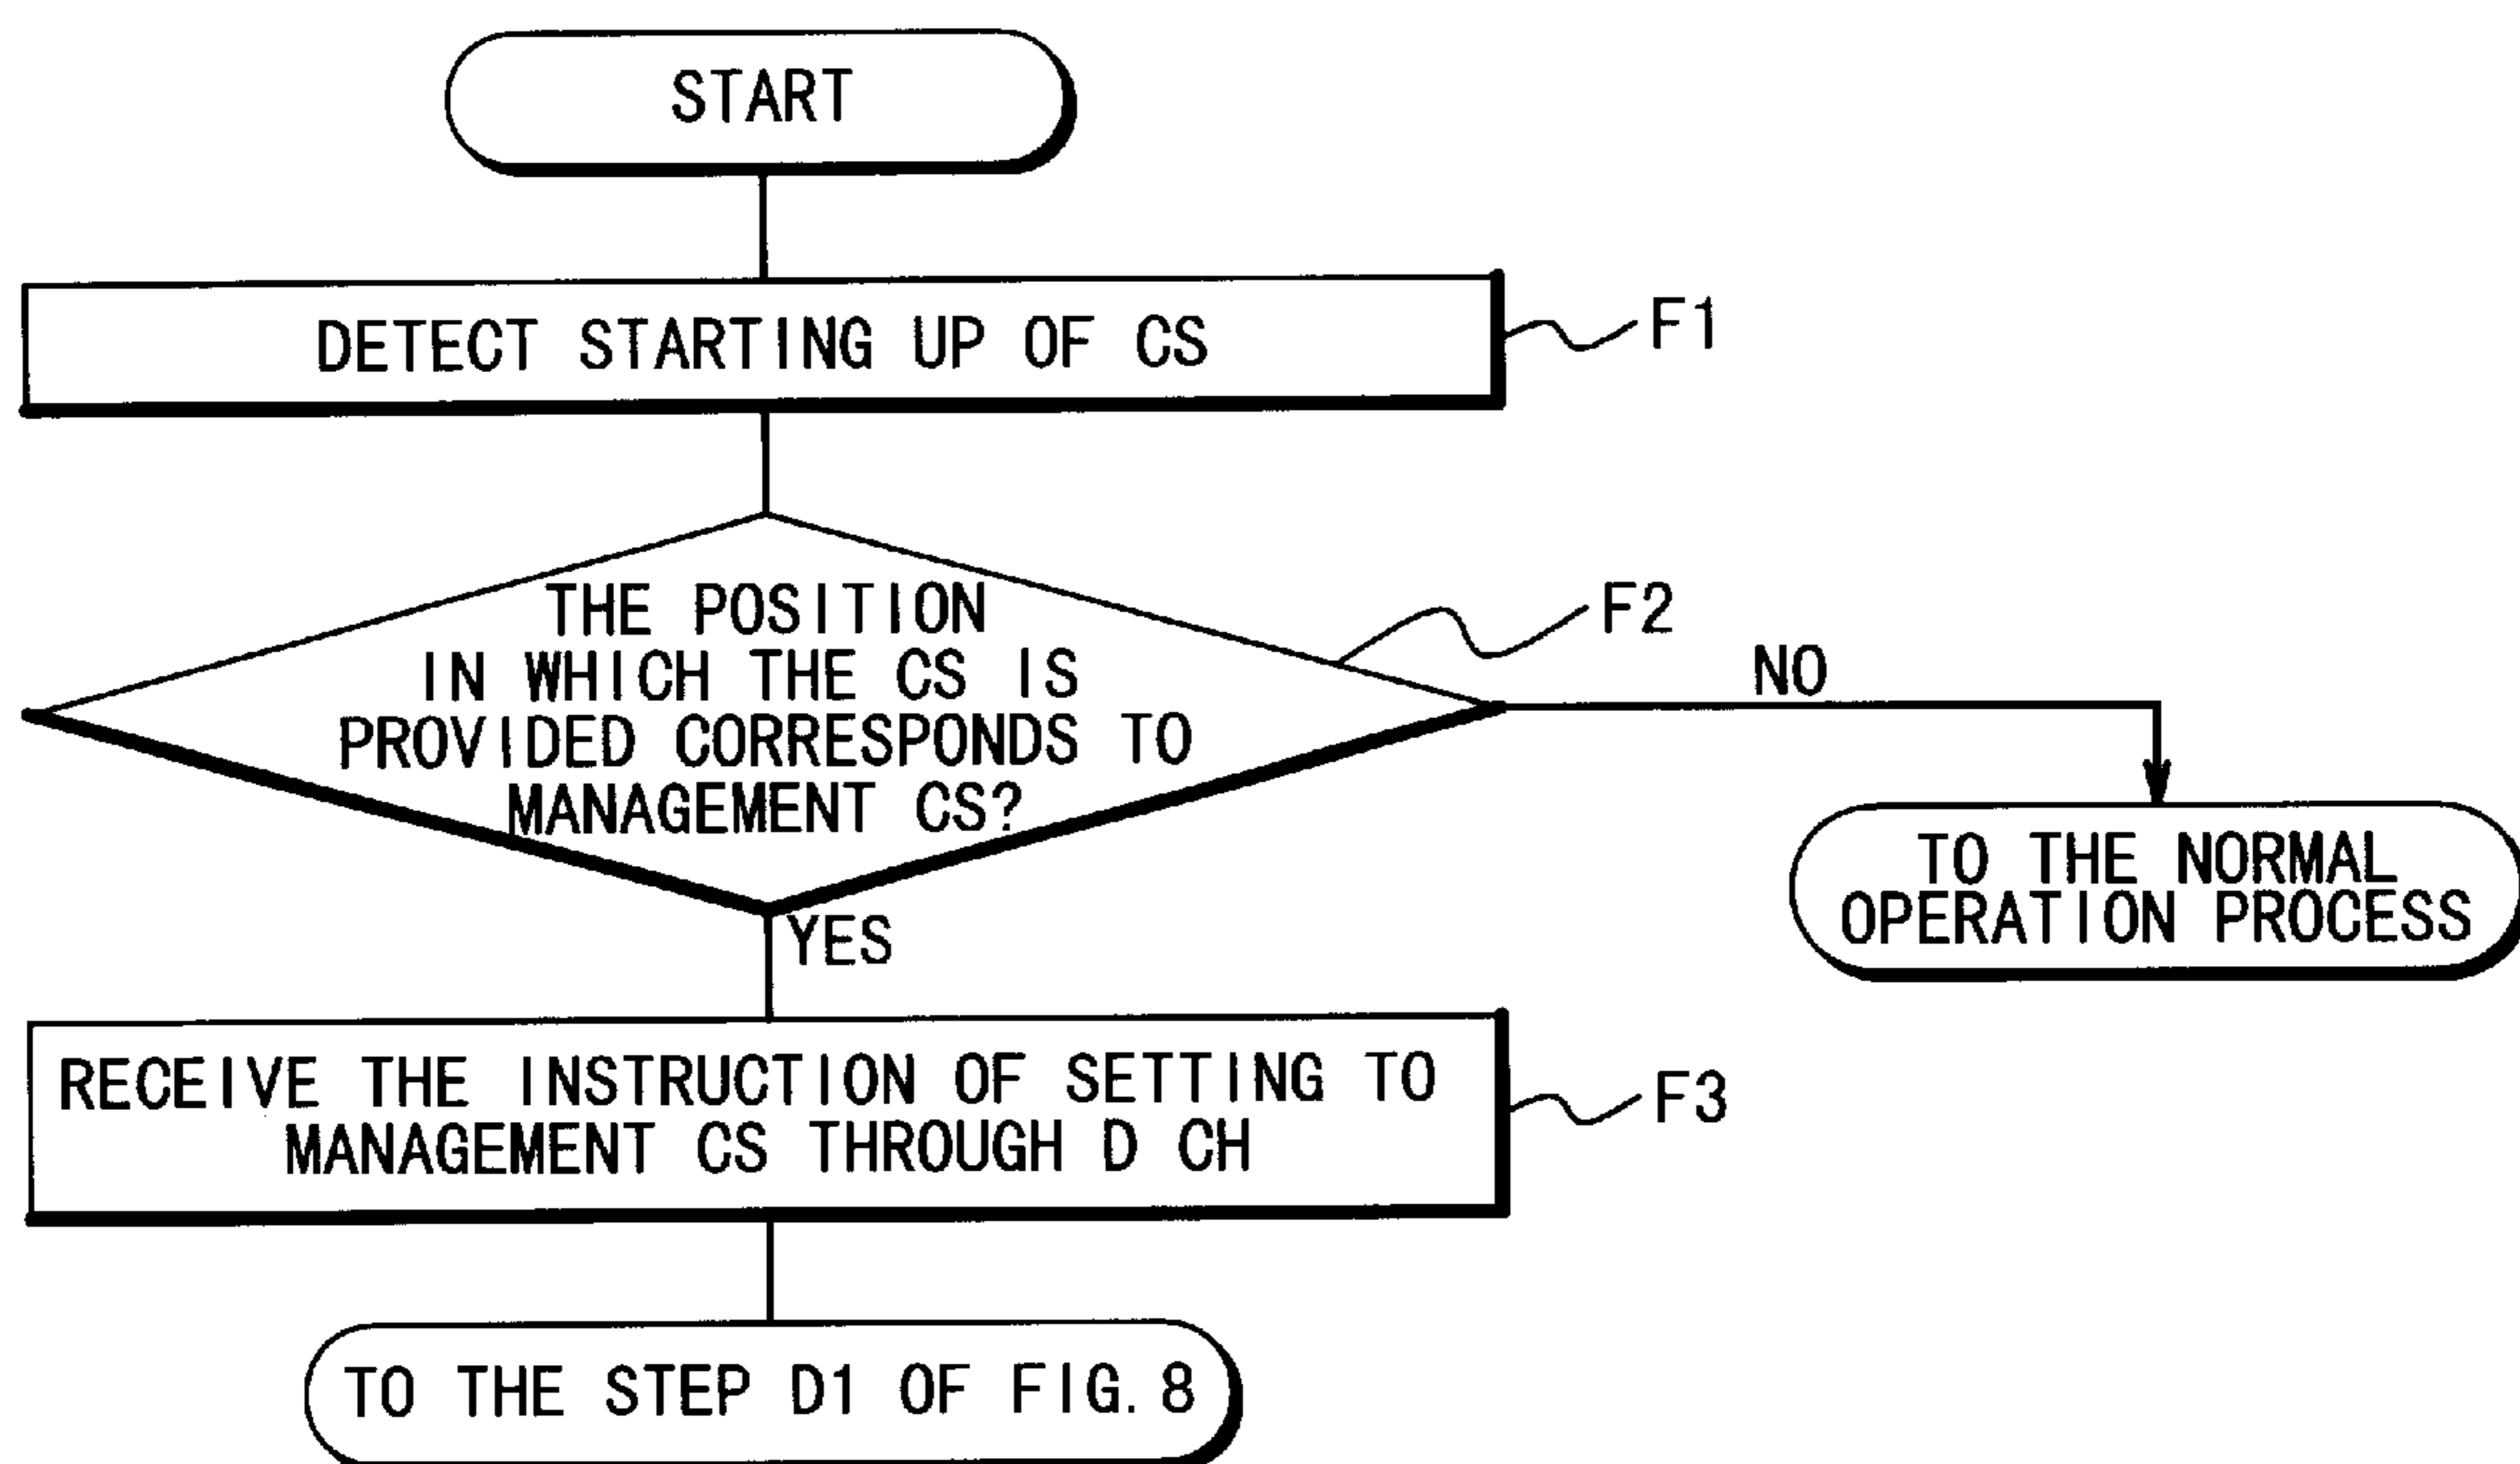 START
DETECT STARTING UP OF CS
F1
THE POSITION
IN WHICH THE CS IS
PROVIDED CORRESPONDS TO
MANAGEMENT CS?
F2
NO
TO THE NORMAL
OPERATION PROCESS
YES
RECEIVE THE INSTRUCTION OF SETTING TO
MANAGEMENT CS THROUGH D CH
F3
TO THE STEP D1 OF FIG. 8